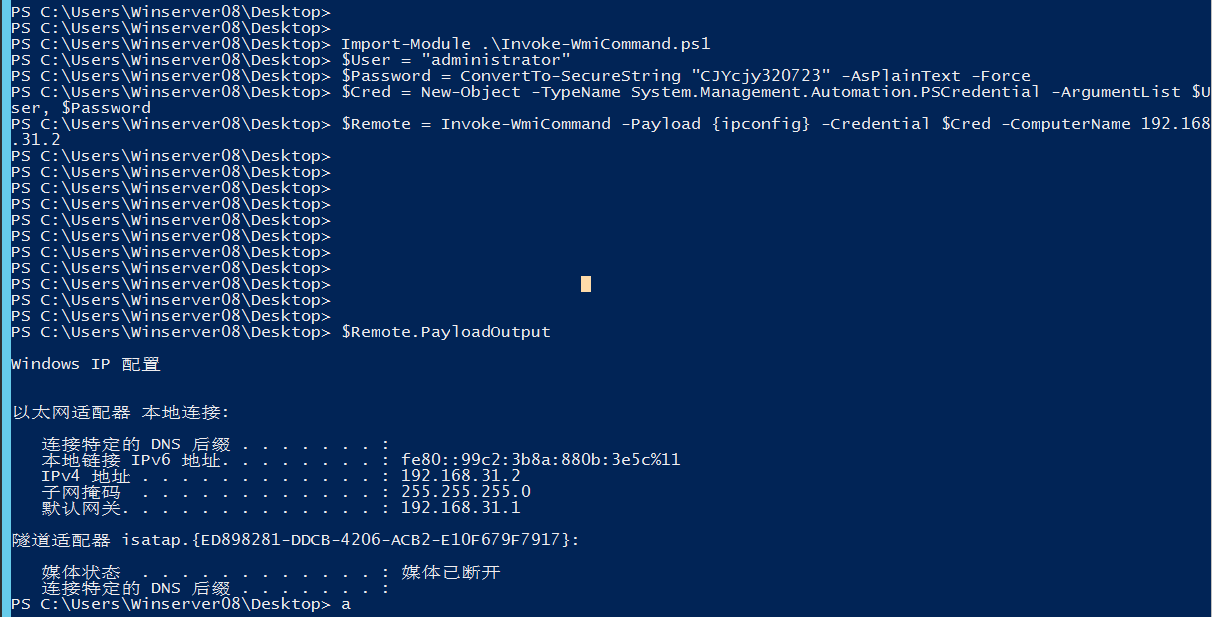 PS C:\Users\Winserver08\Desktop>
PS C:\Users\Winserver08\Desktop>
PS C:\Users\Winserver08\Desktop> Import-Module .\Invoke-WmiCommand.ps1
PS C:\Users\Winserver08\Desktop> $User = "administrator"
PS C:\Users\Winserver08\Desktop> $Password = ConvertTo-SecureString "CJYcjy320723" -AsPlainText -Force
PS C:\Users\Winserver08\Desktop> $Cred = New-Object -TypeName System.Management.Automation.PSCredential -ArgumentList $U
ser, $Password
PS C:\Users\Winserver08\Desktop> $Remote = Invoke-WmiCommand -Payload {ipconfig} -Credential $Cred -ComputerName 192.168
.31.2
PS C:\Users\Winserver08\Desktop>
PS C:\Users\Winserver08\Desktop>
PS C:\Users\Winserver08\Desktop>
PS C:\Users\Winserver08\Desktop>
PS C:\Users\Winserver08\Desktop>
PS C:\Users\Winserver08\Desktop>
PS C:\Users\Winserver08\Desktop>
PS C:\Users\Winserver08\Desktop>
PS C:\Users\Winserver08\Desktop>
PS C:\Users\Winserver08\Desktop>
PS C:\Users\Winserver08\Desktop>
PS C:\Users\Winserver08\Desktop> $Remote.PayloadOutput
Windows IP 配置
以太网适配器 本地连接:
连接特定的 DNS 后缀 . . . . . . . :
本地链接 IPv6 地址. . . . . . . . : fe80::99c2:3b8a:880b:3e5c%11
IPv4 地址 . . . . . . . . . . . . : 192.168.31.2
子网掩码 . . . . . . . . . . . . : 255.255.255.0
默认网关. . . . . . . . . . . . . : 192.168.31.1
隧道适配器 isatap.{ED898281-DDCB-4206-ACB2-E10F679F7917}:
媒体状态 . . . . . . . . . . . . : 媒体已断开
连接特定的 DNS 后缀 . . . . . . . :
PS C:\Users\Winserver08\Desktop> a